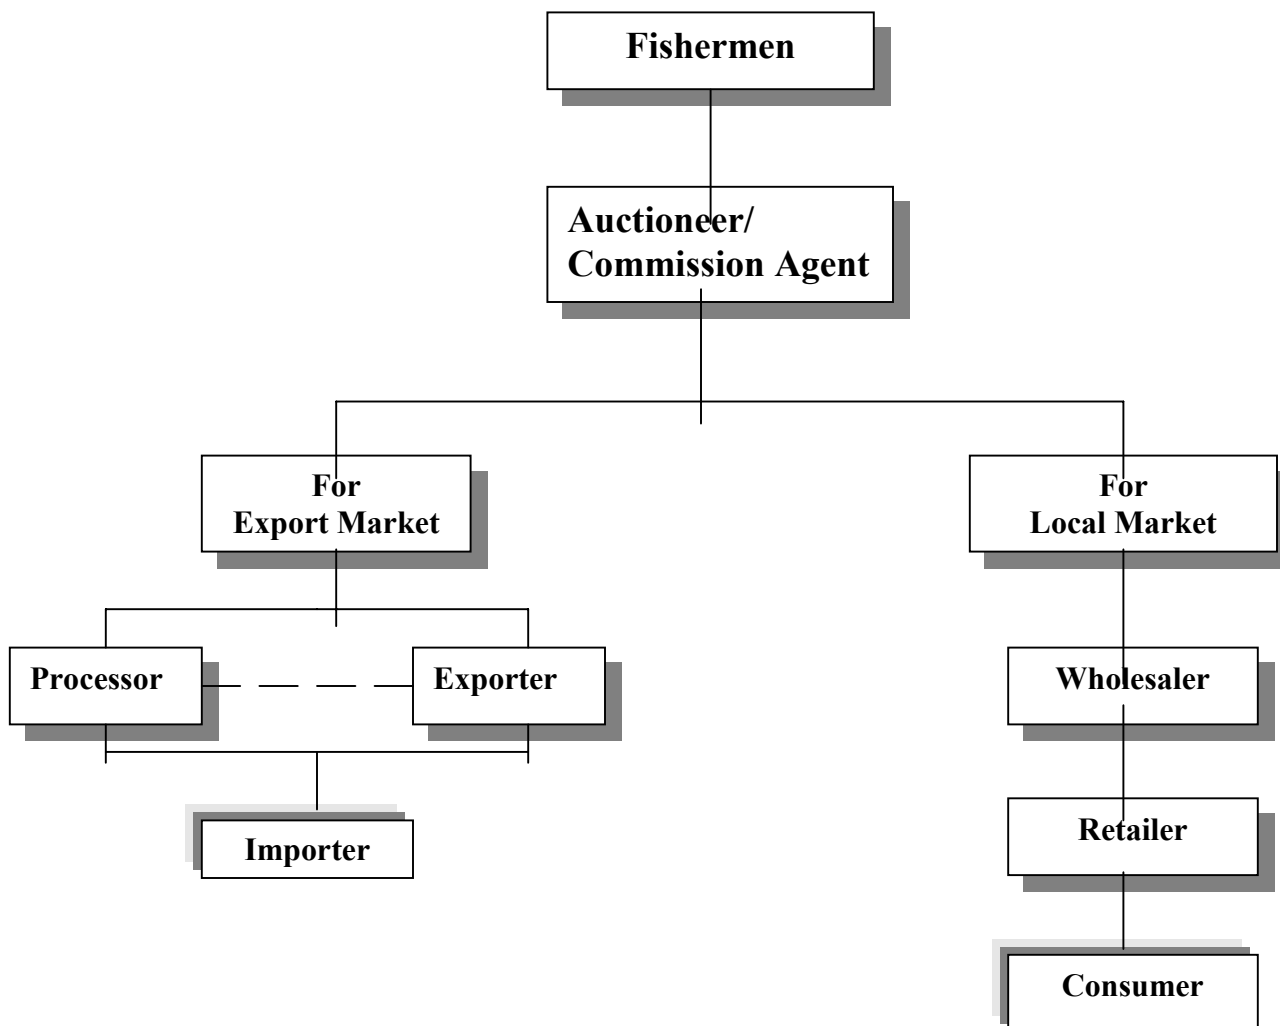 Fishermen
Auctioneer/
Commission Agent
For
Export Market
For
Local Market
Processor
Exporter
Wholesaler
Importer
Retailer
Consumer